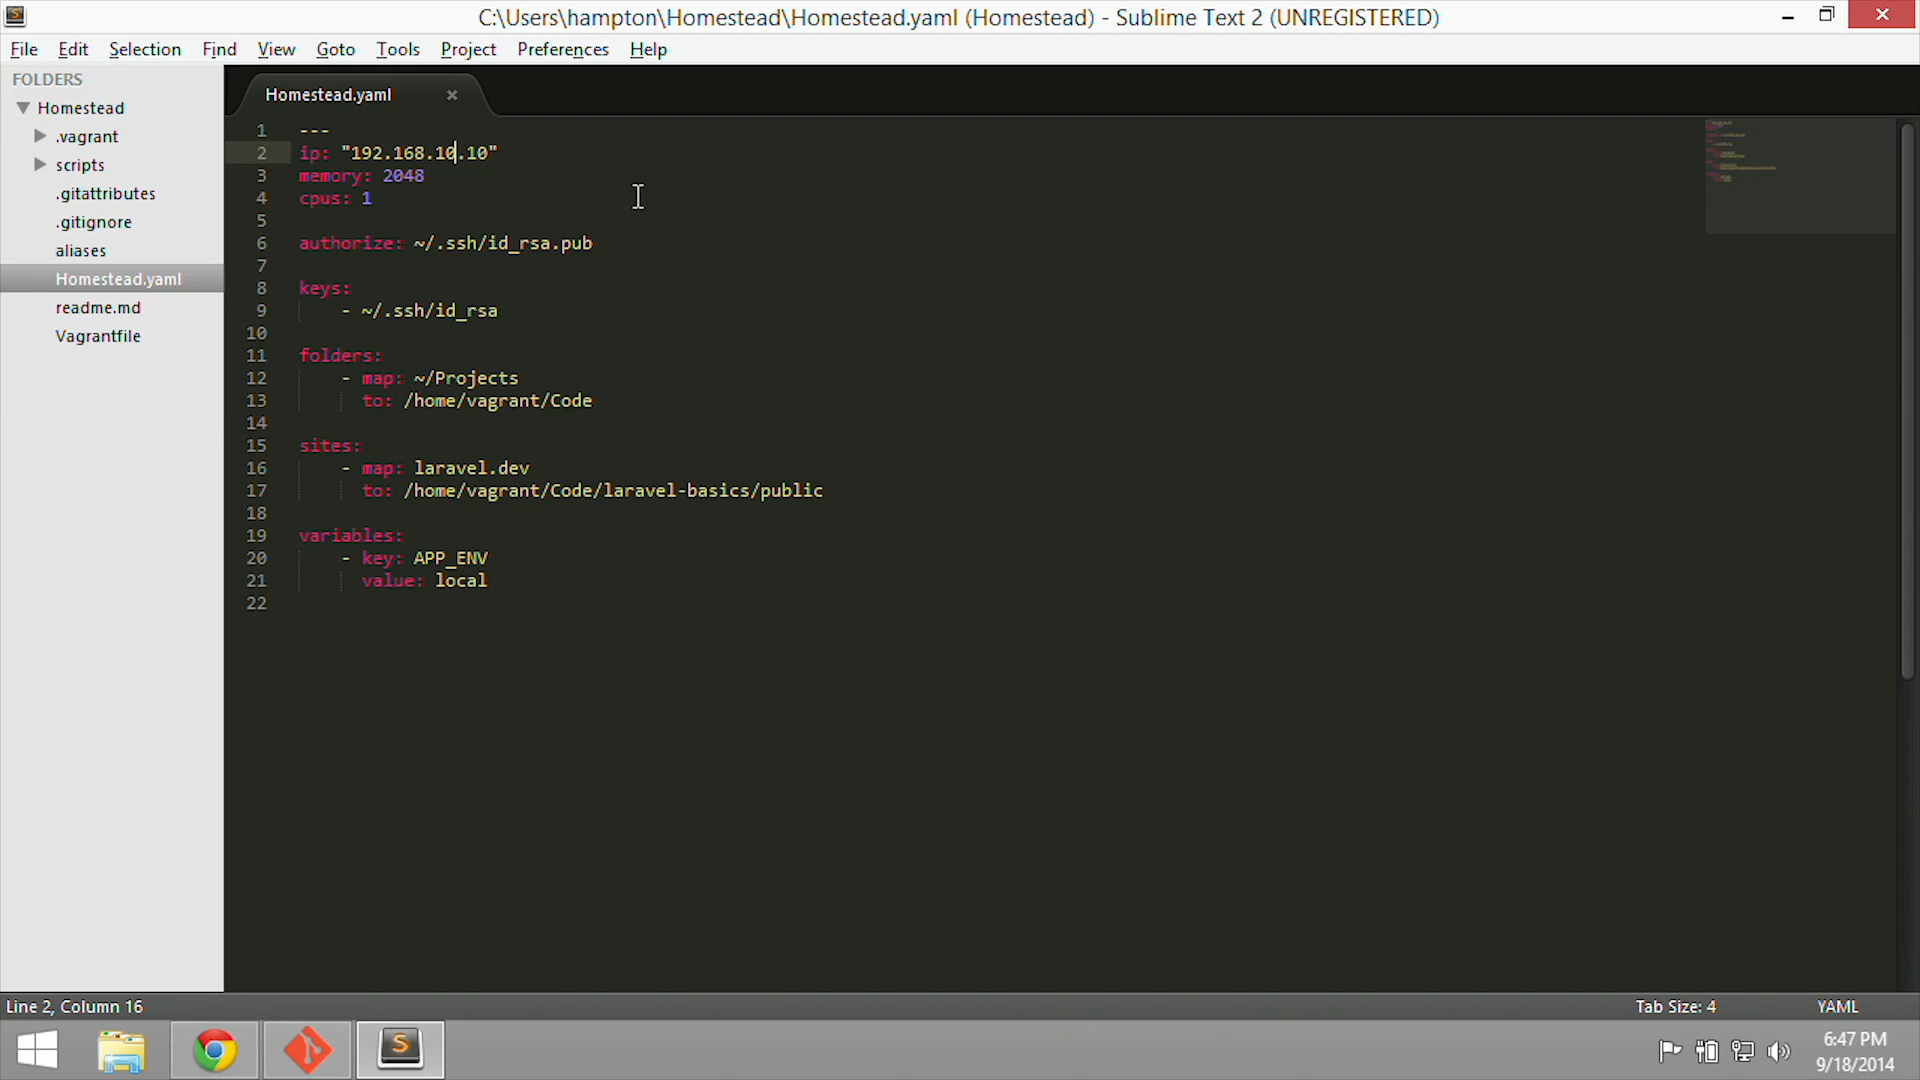 C:\Users\hampton\Homestead\Homestead.yaml (Homestead) - Sublime Text 2 (UNREGISTERED)
File Edit Selection Find View Goto Tools Project Preferences Help
FOLDERS
Homestead
.vagrant
scripts
.gitattributes
.gitignore
aliases
Homestead.yaml
readme.md
Vagrantfile
Homestead.yaml
1 ---
2 ip: "192.168.10.10"
3 memory: 2048
4 cpus: 1
5
6 authorize: ~/.ssh/id_rsa.pub
7
8 keys:
9 - ~/.ssh/id_rsa
10
11 folders:
12 - map: ~/Projects
13 to: /home/vagrant/Code
14
15 sites:
16 - map: laravel.dev
17 to: /home/vagrant/Code/laravel-basics/public
18
19 variables:
20 - key: APP_ENV
21 value: local
22
Line 2, Column 16
Tab Size: 4
YAML
6:47 PM
9/18/2014